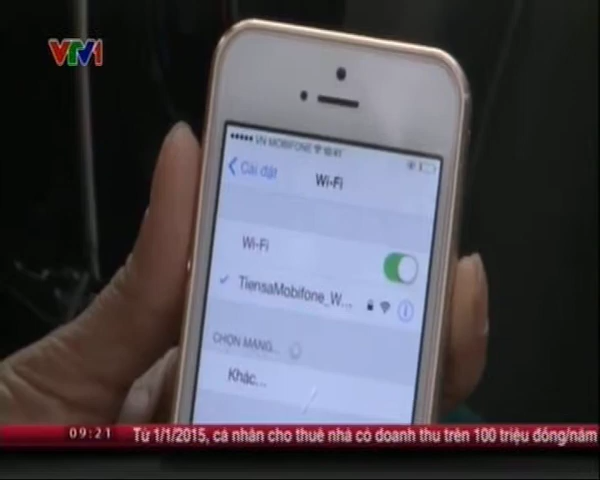 VTV1
VN MOBIFONE
Cài đặt
Wi-Fi
Wi-Fi
TiensaMobifone_W...
CHỌN MẠNG...
Khác...
09:21 Từ 1/1/2015, cá nhân cho thuê nhà có doanh thu trên 100 triệu đồng/năm